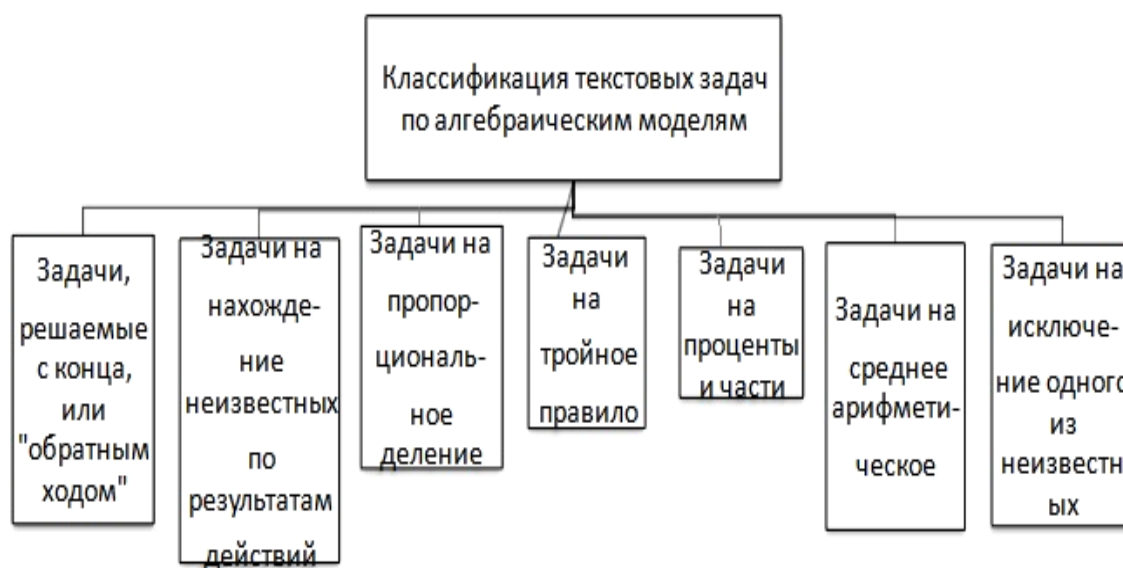 Классификация текстовых задач
по алгебраическим моделям
Задачи,
решаемые
с конца,
или
"обратным
ходом"
Задачи на
нахожде-
ние
неизвестных
по
результатам
действий
Задачи на
пропор-
циональ-
ное
деление
Задачи
на
тройное
правило
Задачи
на
проценты
и части
Задачи на
среднее
арифмети-
ческое
Задачи на
исключе-
ние одного
из
неизвестн
ых